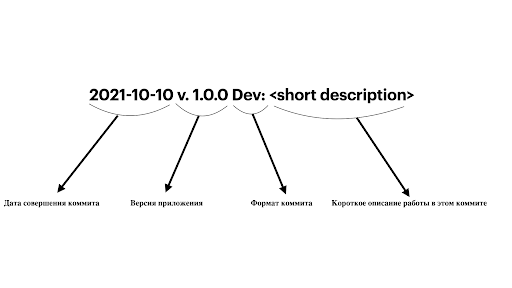 2021-10-10 v. 1.0.0 Dev: <short description>
Дата совершения коммита
Версия приложения
Формат коммита
Короткое описание работы в этом коммите